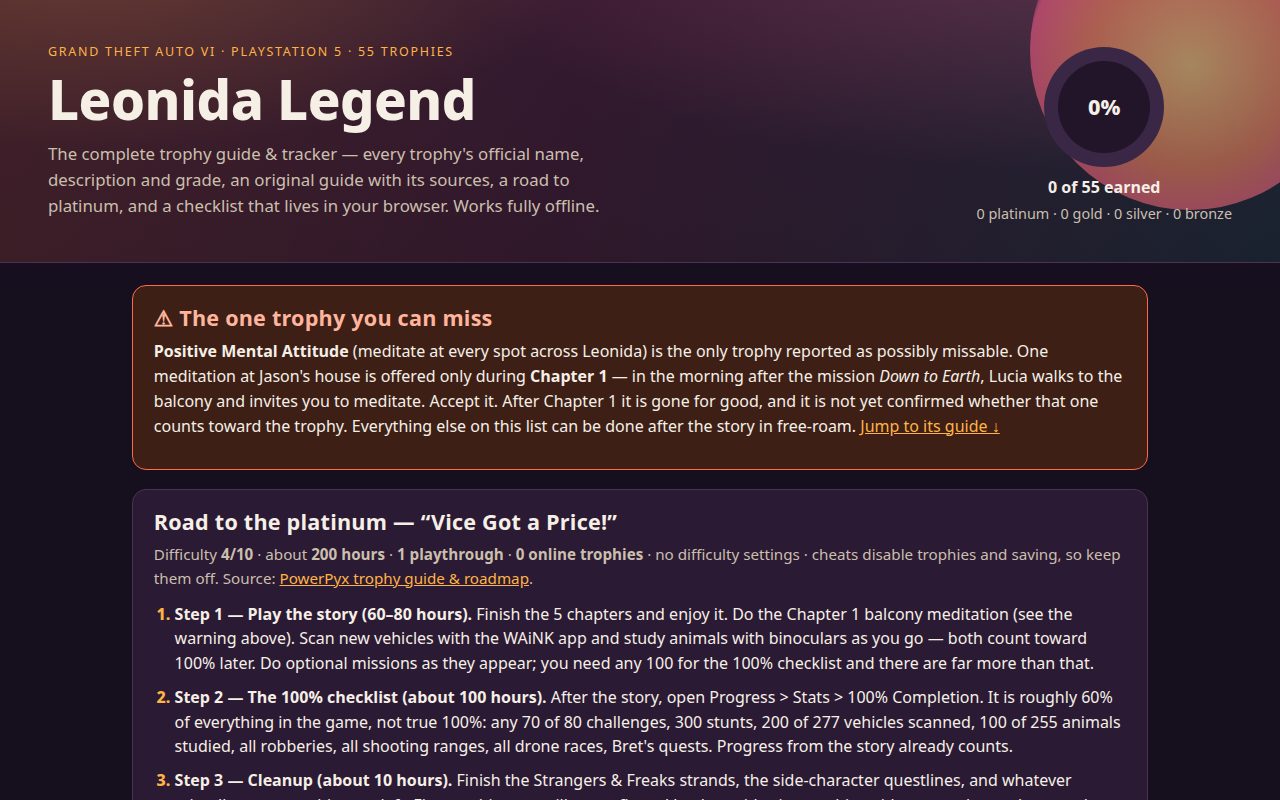 GRAND THEFT AUTO VI · PLAYSTATION 5 · 55 TROPHIES
Leonida Legend
The complete trophy guide & tracker — every trophy's official name,
description and grade, an original guide with its sources, a road to
platinum, and a checklist that lives in your browser. Works fully offline.
0%
0 of 55 earned
0 platinum · 0 gold · 0 silver · 0 bronze
⚠ The one trophy you can miss
Positive Mental Attitude (meditate at every spot across Leonida) is the only trophy reported as possibly missable. One
meditation at Jason's house is offered only during Chapter 1 — in the morning after the mission Down to Earth, Lucia walks to the
balcony and invites you to meditate. Accept it. After Chapter 1 it is gone for good, and it is not yet confirmed whether that one
counts toward the trophy. Everything else on this list can be done after the story in free-roam. Jump to its guide ↓
Road to the platinum — “Vice Got a Price!”
Difficulty 4/10 · about 200 hours · 1 playthrough · 0 online trophies · no difficulty settings · cheats disable trophies and saving, so keep
them off. Source: PowerPyx trophy guide & roadmap.
1. Step 1 — Play the story (60–80 hours). Finish the 5 chapters and enjoy it. Do the Chapter 1 balcony meditation (see the
warning above). Scan new vehicles with the WAiNK app and study animals with binoculars as you go — both count toward
100% later. Do optional missions as they appear; you need any 100 for the 100% checklist and there are far more than that.
2. Step 2 — The 100% checklist (about 100 hours). After the story, open Progress > Stats > 100% Completion. It is roughly 60%
of everything in the game, not true 100%: any 70 of 80 challenges, 300 stunts, 200 of 277 vehicles scanned, 100 of 255 animals
studied, all robberies, all shooting ranges, all drone races, Bret's quests. Progress from the story already counts.
3. Step 3 — Cleanup (about 10 hours). Finish the Strangers & Freaks strands, the side-character questlines, and whatever